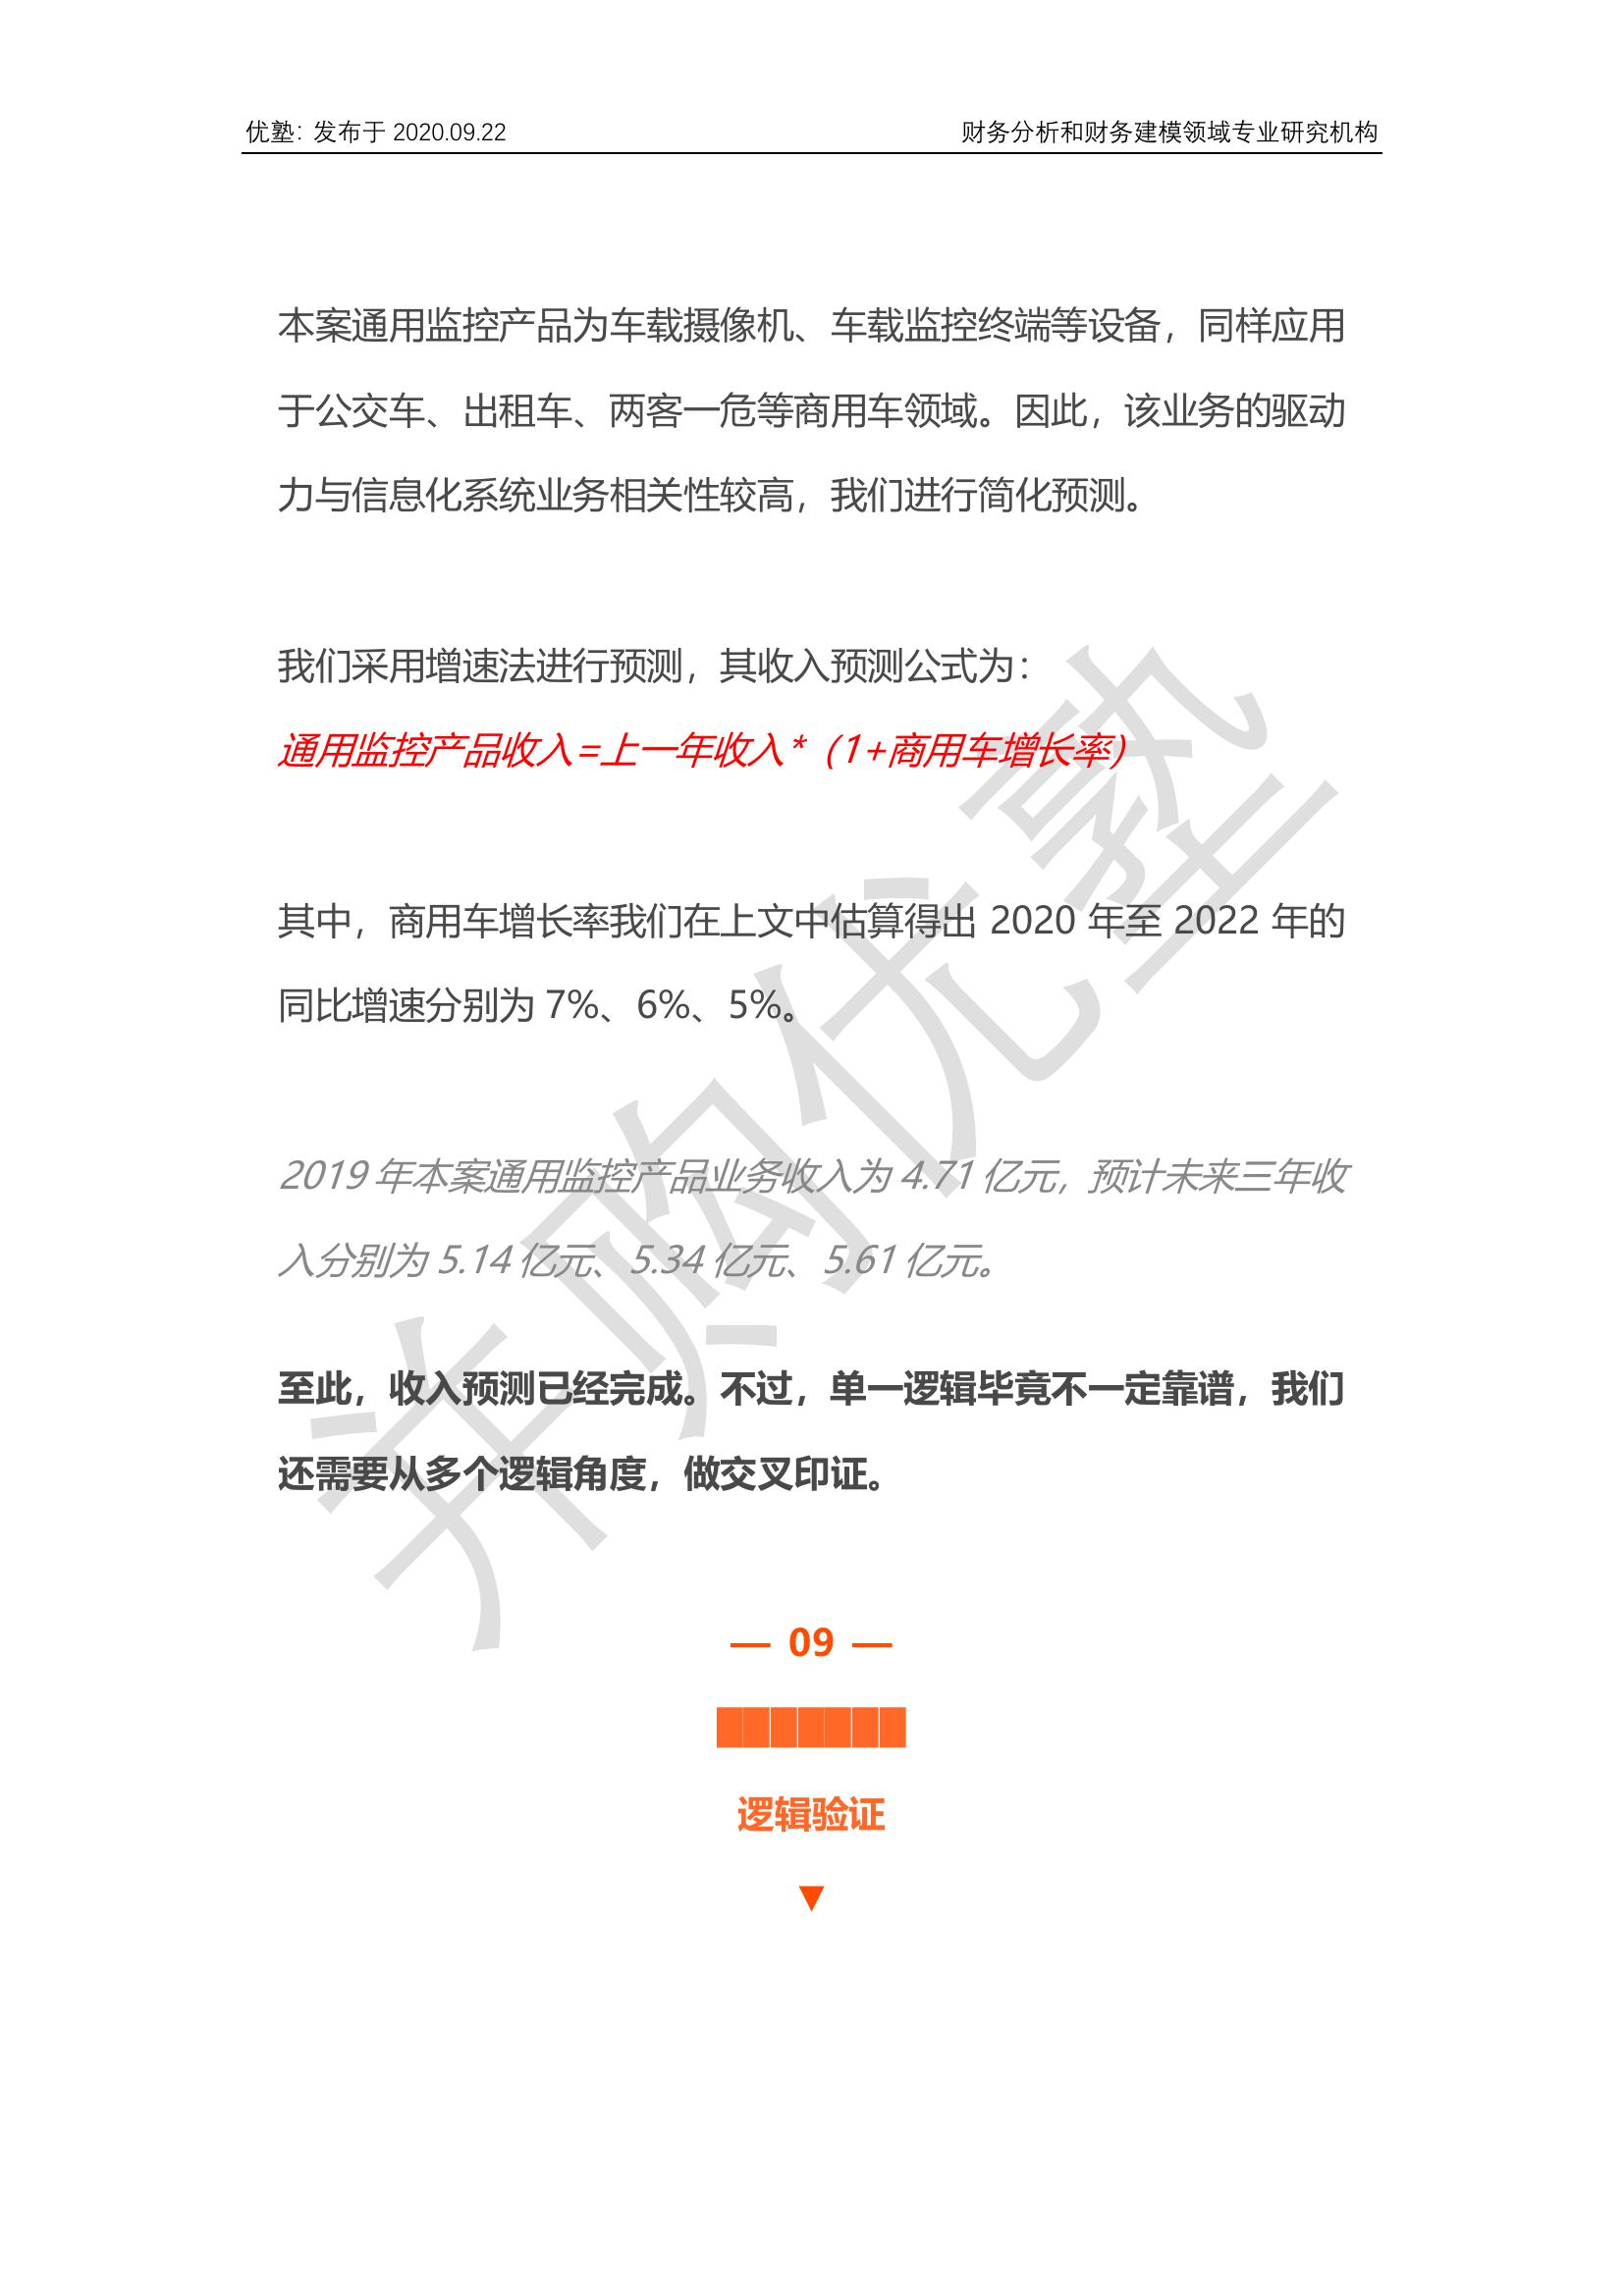 优塾：发布于 2020.09.22
财务分析和财务建模领域专业研究机构
本案通用监控产品为车载摄像机、车载监控终端等设备，同样应用
于公交车、出租车、两客一危等商用车领域。因此，该业务的驱动
力与信息化系统业务相关性较高，我们进行简化预测。
我们采用增速法进行预测，其收入预测公式为：
通用监控产品收入=上一年收入*（1+商用车增长率）
其中，商用车增长率我们在上文中估算得出 2020 年至 2022 年的
同比增速分别为 7%、6%、5%。
2019 年本案通用监控产品业务收入为 4.71 亿元，预计未来三年收
入分别为 5.14 亿元、5.34 亿元、5.61 亿元。
至此，收入预测已经完成。不过，单一逻辑毕竟不一定靠谱，我们
还需要从多个逻辑角度，做交叉印证。
— 09 —
███████
逻辑验证
▼
并购优塾